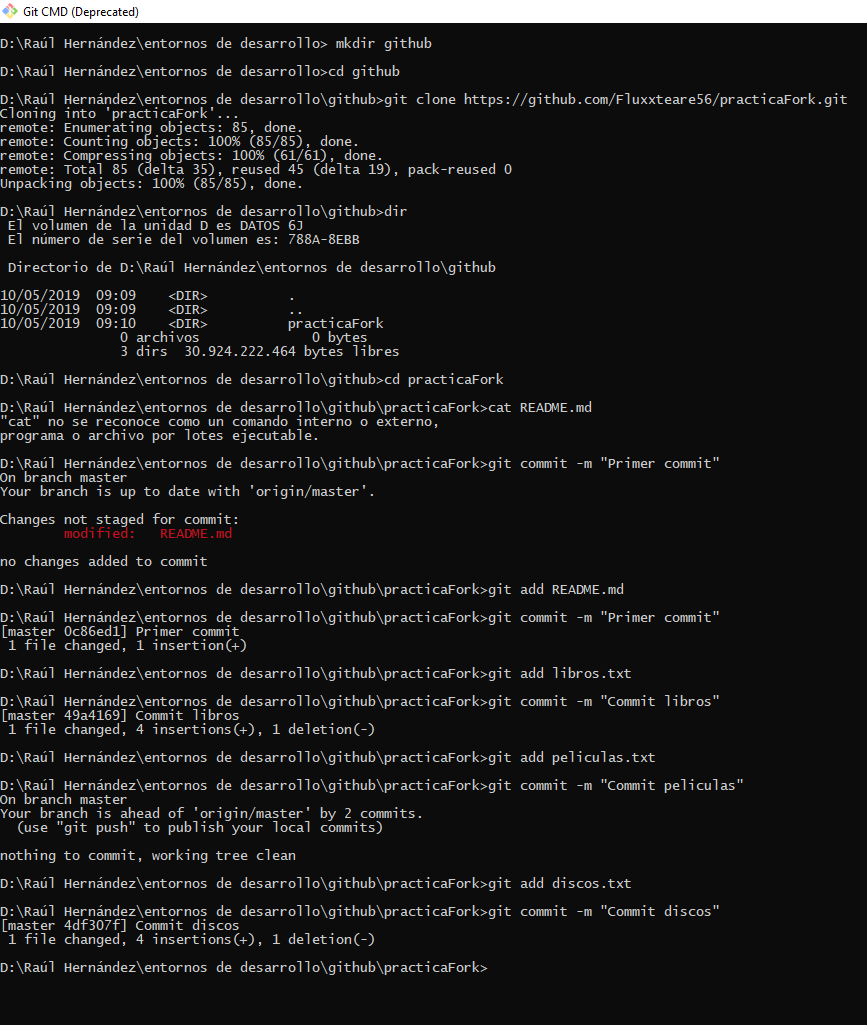 Git CMD (Deprecated)
D:\Raúl Hernández\entornos de desarrollo> mkdir github
D:\Raúl Hernández\entornos de desarrollo>cd github
D:\Raúl Hernández\entornos de desarrollo\github>git clone https://github.com/Fluxxteare56/practicaFork.git
Cloning into 'practicaFork'...
remote: Enumerating objects: 85, done.
remote: Counting objects: 100% (85/85), done.
remote: Compressing objects: 100% (61/61), done.
remote: Total 85 (delta 35), reused 45 (delta 19), pack-reused 0
Unpacking objects: 100% (85/85), done.
D:\Raúl Hernández\entornos de desarrollo\github>dir
 El volumen de la unidad D es DATOS 6J
 El número de serie del volumen es: 788A-8EBB
 Directorio de D:\Raúl Hernández\entornos de desarrollo\github
10/05/2019  09:09    <DIR>          .
10/05/2019  09:09    <DIR>          ..
10/05/2019  09:10    <DIR>          practicaFork
               0 archivos              0 bytes
               3 dirs  30.924.222.464 bytes libres
D:\Raúl Hernández\entornos de desarrollo\github>cd practicaFork
D:\Raúl Hernández\entornos de desarrollo\github\practicaFork>cat README.md
"cat" no se reconoce como un comando interno o externo,
programa o archivo por lotes ejecutable.
D:\Raúl Hernández\entornos de desarrollo\github\practicaFork>git commit -m "Primer commit"
On branch master
Your branch is up to date with 'origin/master'.
Changes not staged for commit:
        modified:   README.md
no changes added to commit
D:\Raúl Hernández\entornos de desarrollo\github\practicaFork>git add README.md
D:\Raúl Hernández\entornos de desarrollo\github\practicaFork>git commit -m "Primer commit"
[master 0c86ed1] Primer commit
 1 file changed, 1 insertion(+)
D:\Raúl Hernández\entornos de desarrollo\github\practicaFork>git add libros.txt
D:\Raúl Hernández\entornos de desarrollo\github\practicaFork>git commit -m "Commit libros"
[master 49a4169] Commit libros
 1 file changed, 4 insertions(+), 1 deletion(-)
D:\Raúl Hernández\entornos de desarrollo\github\practicaFork>git add peliculas.txt
D:\Raúl Hernández\entornos de desarrollo\github\practicaFork>git commit -m "Commit peliculas"
On branch master
Your branch is ahead of 'origin/master' by 2 commits.
  (use "git push" to publish your local commits)
nothing to commit, working tree clean
D:\Raúl Hernández\entornos de desarrollo\github\practicaFork>git add discos.txt
D:\Raúl Hernández\entornos de desarrollo\github\practicaFork>git commit -m "Commit discos"
[master 4df307f] Commit discos
 1 file changed, 4 insertions(+), 1 deletion(-)
D:\Raúl Hernández\entornos de desarrollo\github\practicaFork>